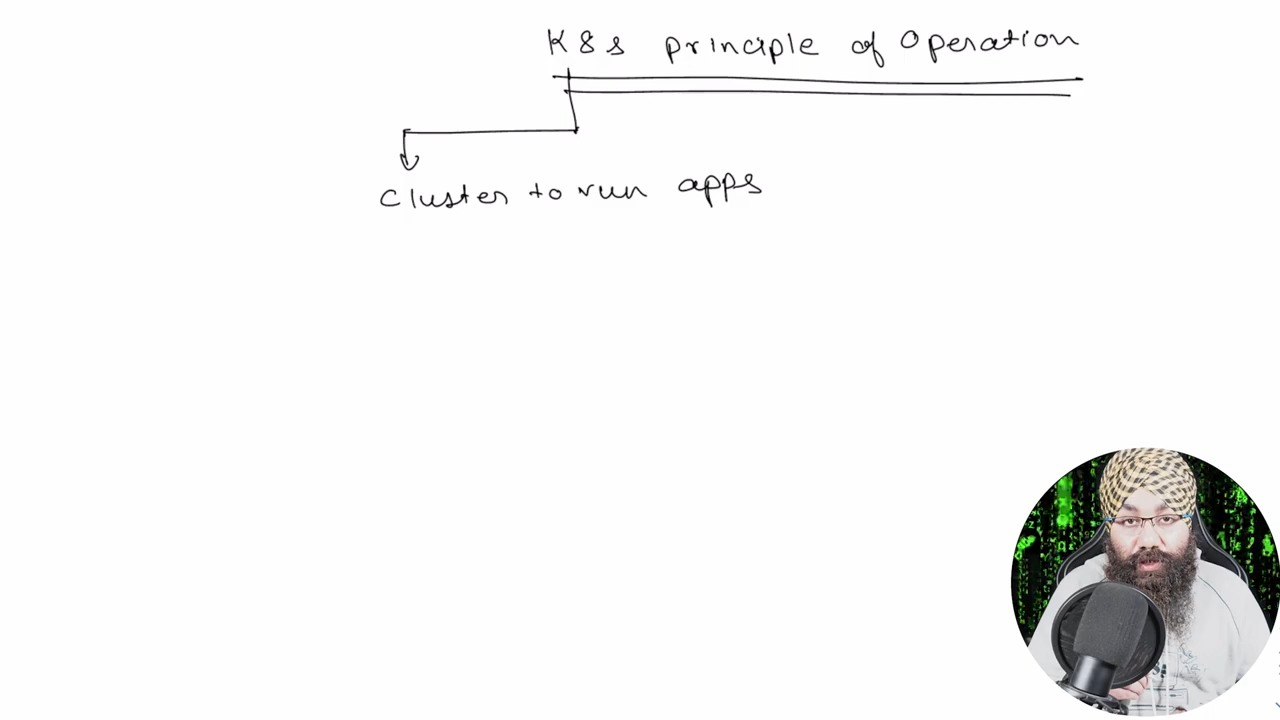 K8s principle of Operation
Cluster to run apps